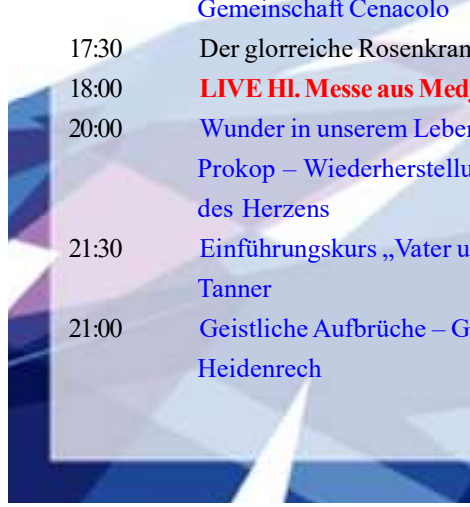 Gemeinschaft Cenacolo
17:30 Der glorreiche Rosenkran
18:00 LIVE Hl. Messe aus Med
20:00 Wunder in unserem Leben
Prokop – Wiederherstellu
des Herzens
21:30 Einführungskurs „Vater u
Tanner
21:00 Geistliche Aufbrüche – G
Heidenrech